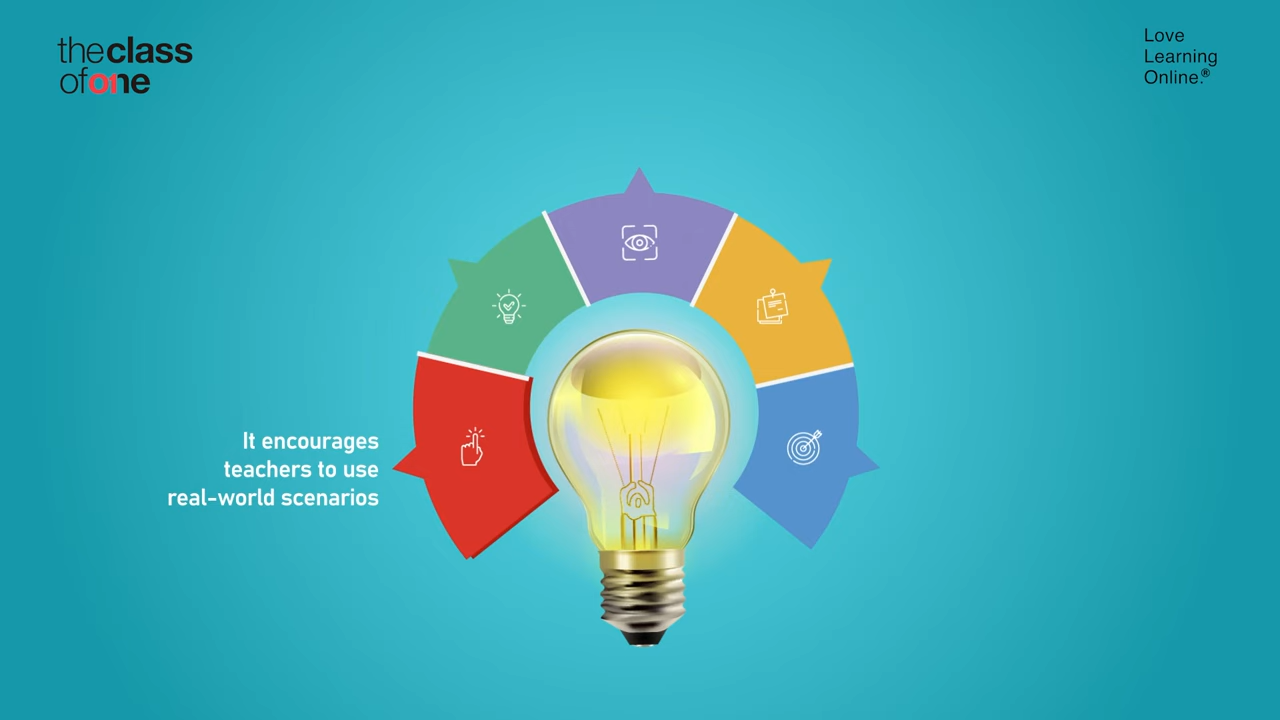 theclass
ofone
Love
Learning
Online.®
It encourages
teachers to use
real-world scenarios